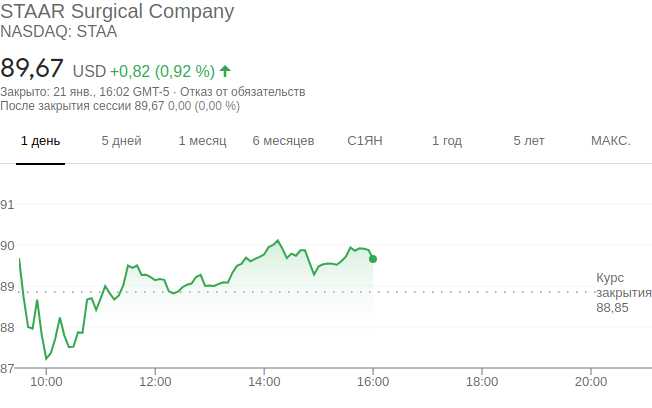 STAAR Surgical Company
NASDAQ: STAA
89,67 USD +0,82 (0,92 %)
Закрыто: 21 янв., 16:02 GMT-5 · Отказ от обязательств
После закрытия сессии 89,67 0,00 (0,00 %)
1 день 5 дней 1 месяц 6 месяцев С1ЯН 1 год 5 лет МАКС.
91
90
89
88
87
Курс
закрытия
88,85
10:00 12:00 14:00 16:00 18:00 20:00